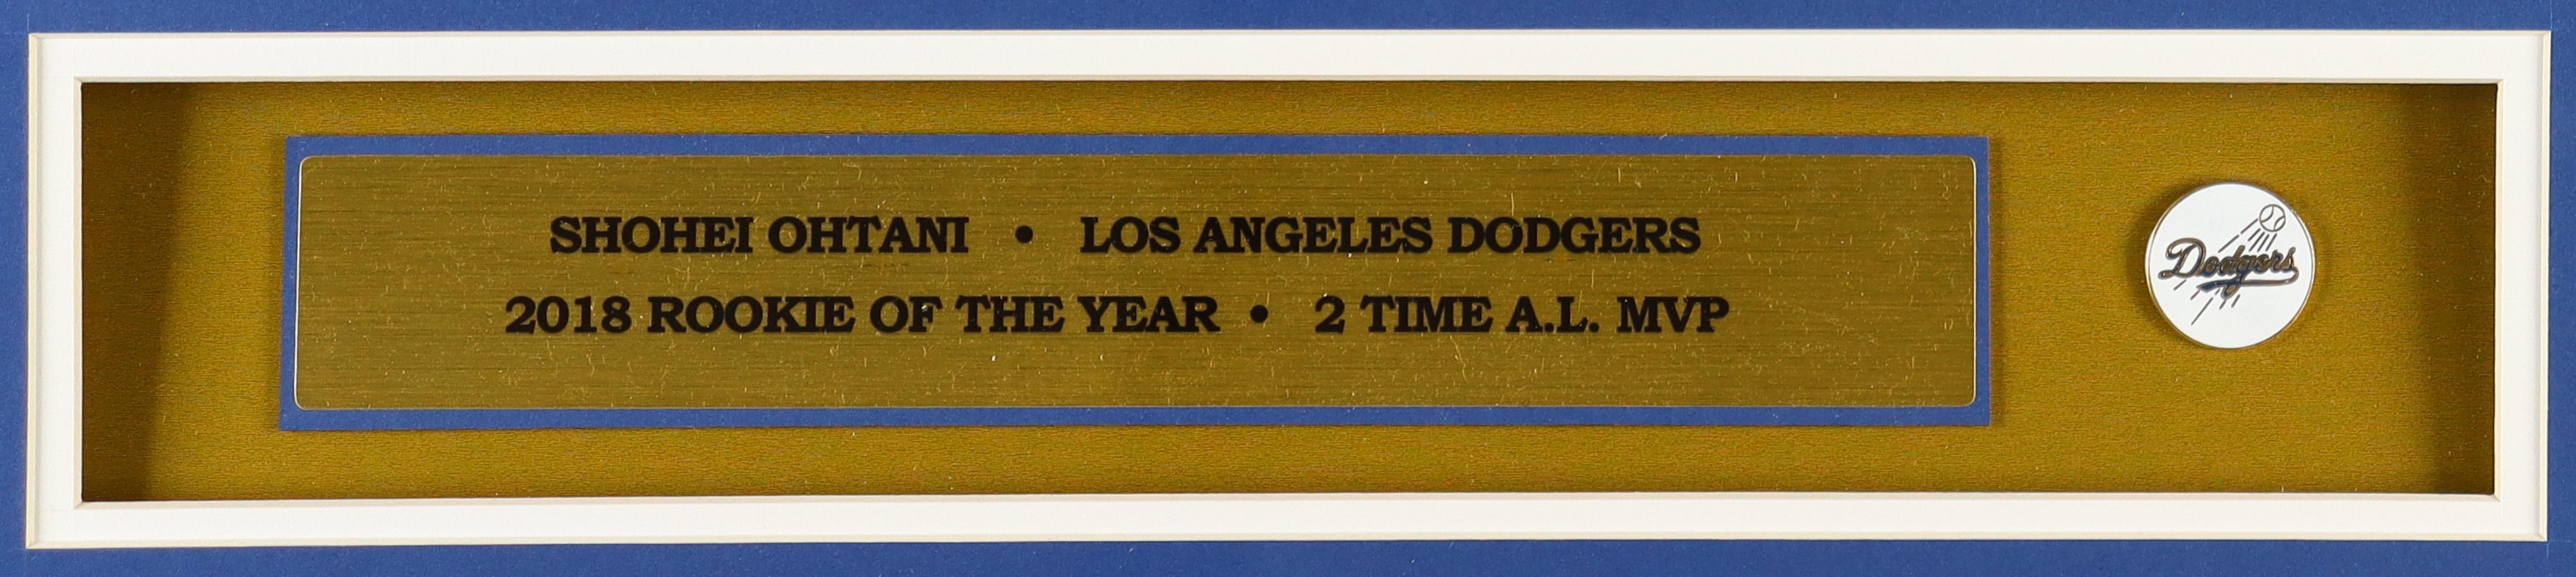 SHOHEI OHTANI • LOS ANGELES DODGERS
2018 ROOKIE OF THE YEAR • 2 TIME A.L. MVP
Dodgers